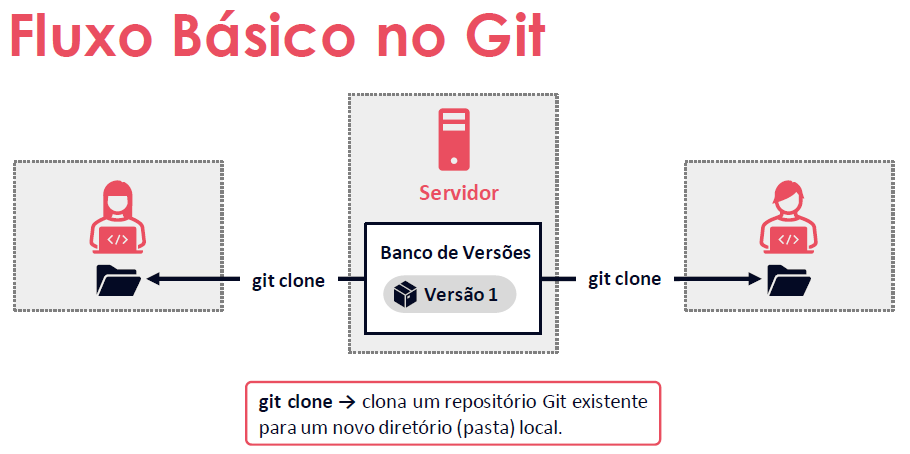 Fluxo Básico no Git
Servidor
Banco de Versões
git clone
Versão 1
git clone
git clone → clona um repositório Git existente
para um novo diretório (pasta) local.